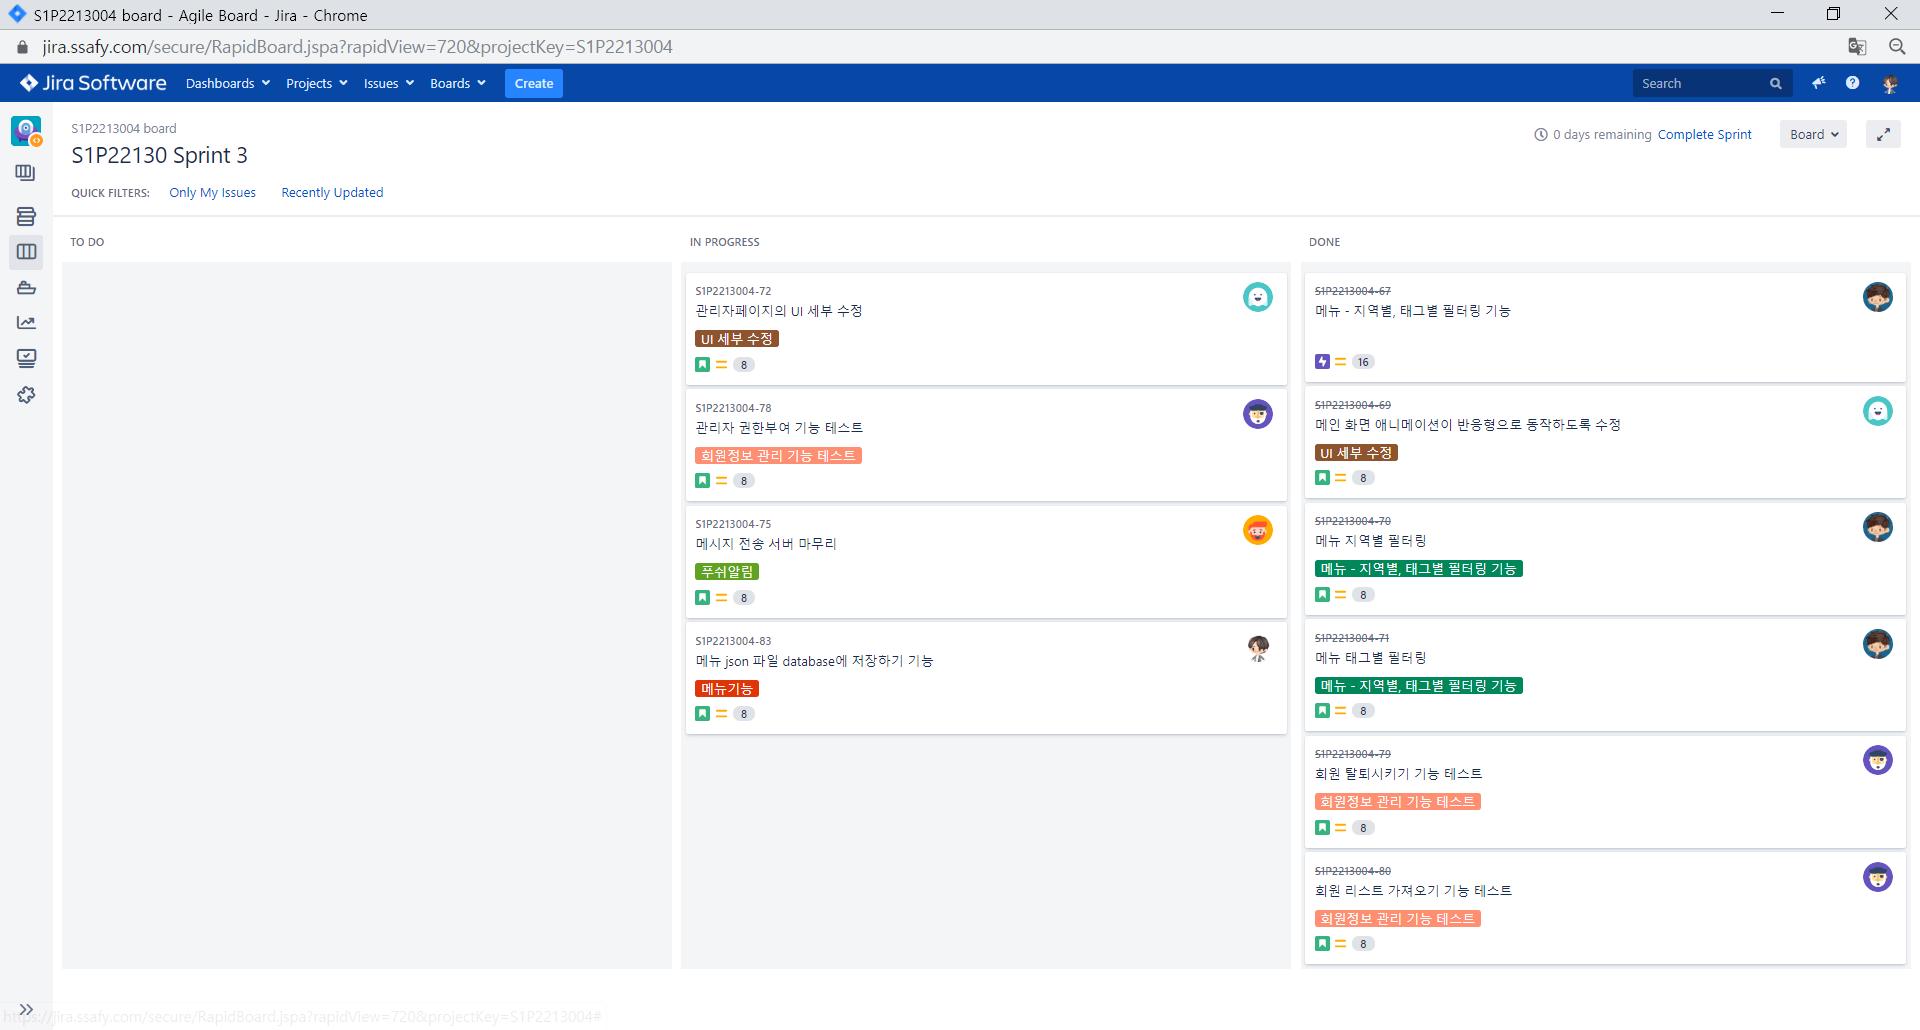 S1P2213004 board - Agile Board - Jira - Chrome
jira.ssafy.com/secure/RapidBoard.jspa?rapidView=720&projectKey=S1P2213004
Jira Software Dashboards Projects Issues Boards Create Search
S1P2213004 board
S1P22130 Sprint 3
0 days remaining Complete Sprint Board
QUICK FILTERS: Only My Issues Recently Updated
TO DO
IN PROGRESS
S1P2213004-72
관리자페이지의 UI 세부 수정
UI 세부 수정
8
S1P2213004-78
관리자 권한부여 기능 테스트
회원정보 관리 기능 테스트
8
S1P2213004-75
메시지 전송 서버 마무리
푸쉬알림
8
S1P2213004-83
메뉴 json 파일 database에 저장하기 기능
메뉴기능
8
DONE
S1P2213004-67
메뉴 - 지역별, 태그별 필터링 기능
16
S1P2213004-69
메인 화면 애니메이션이 반응형으로 동작하도록 수정
UI 세부 수정
8
S1P2213004-70
메뉴 지역별 필터링
메뉴 - 지역별, 태그별 필터링 기능
8
S1P2213004-71
메뉴 태그별 필터링
메뉴 - 지역별, 태그별 필터링 기능
8
S1P2213004-79
회원 탈퇴시키기 기능 테스트
회원정보 관리 기능 테스트
8
S1P2213004-80
회원 리스트 가져오기 기능 테스트
회원정보 관리 기능 테스트
8
https://jira.ssafy.com/secure/RapidBoard.jspa?rapidView=720&projectKey=S1P2213004#